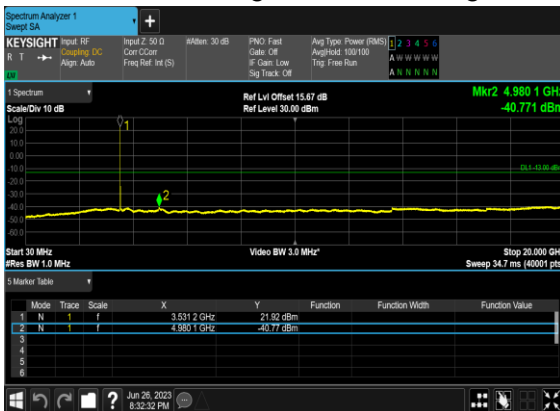 Spectrum Analyzer 1
Swept SA
+
KEYSIGHT Input: RF Input Z: 50 Ω #Atten: 30 dB PNO: Fast Avg Type: Power (RMS) 1 2 3 4 5 6
R T Coupling: DC Corr CCorr Gate: Off Avg|Hold: 100/100 A W W W W W
Align: Auto Freq Ref: Int (S) IF Gain: Low Trig: Free Run
Sig Track: Off A N N N N N
1 Spectrum Ref Lvl Offset 15.67 dB Mkr2 4.980 1 GHz
Scale/Div 10 dB Ref Level 30.00 dBm -40.771 dBm
Log
20.0
10.0
0.00
-10.0
-20.0
-30.0
-40.0
-50.0
-60.0
1
2
DL1 -13.00 dBm
Start 30 MHz Video BW 3.0 MHz* Stop 20.000 GHz
#Res BW 1.0 MHz Sweep 34.7 ms (40001 pts)
5 Marker Table
Mode Trace Scale X Y Function Function Width Function Value
1 N 1 f 3.531 2 GHz 21.92 dBm
2 N 1 f 4.980 1 GHz -40.77 dBm
3
4
5
6
? Jun 26, 2023
8:32:32 PM